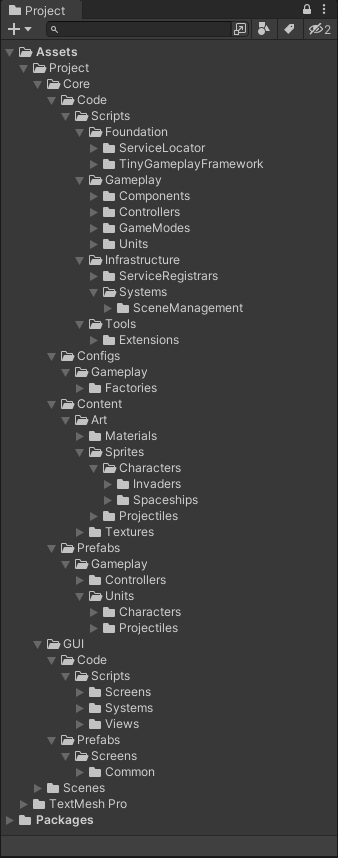 Project
2
Assets
Project
Core
Code
Scripts
Foundation
ServiceLocator
TinyGameplayFramework
Gameplay
Components
Controllers
GameModes
Units
Infrastructure
ServiceRegistrars
Systems
SceneManagement
Tools
Extensions
Configs
Gameplay
Factories
Content
Art
Materials
Sprites
Characters
Invaders
Spaceships
Projectiles
Textures
Prefabs
Gameplay
Controllers
Units
Characters
Projectiles
GUI
Code
Scripts
Screens
Systems
Views
Prefabs
Screens
Common
Scenes
TextMesh Pro
Packages